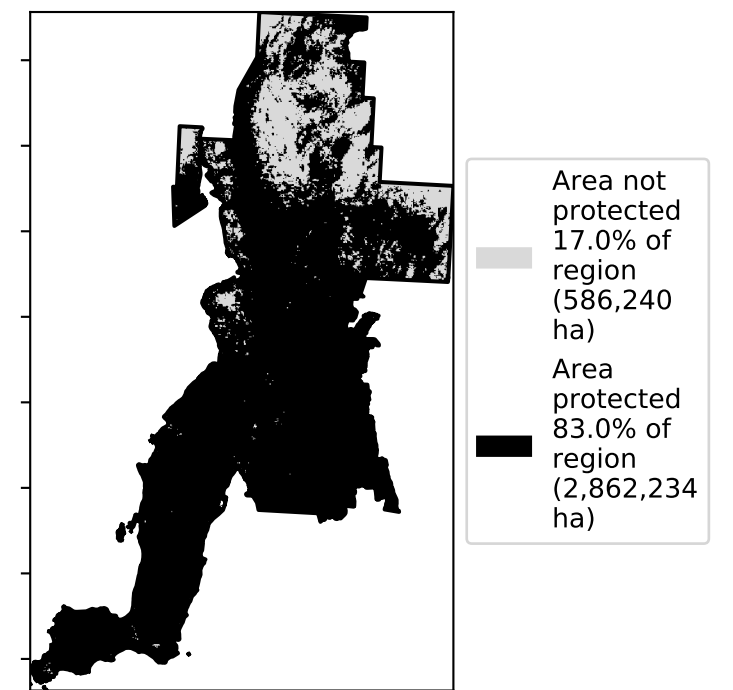 Area not
protected
17.0% of
region
(586,240
ha)
Area
protected
83.0% of
region
(2,862,234
ha)